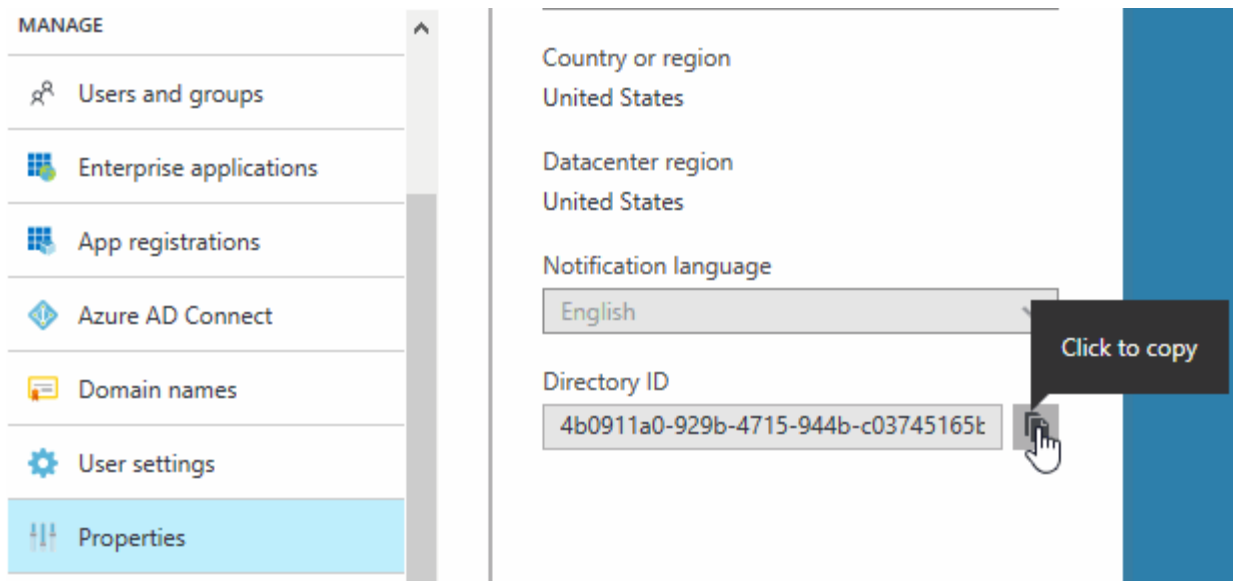 MANAGE
Users and groups
Enterprise applications
App registrations
Azure AD Connect
Domain names
User settings
Properties
Country or region
United States
Datacenter region
United States
Notification language
English
Click to copy
Directory ID
4b0911a0-929b-4715-944b-c03745165b